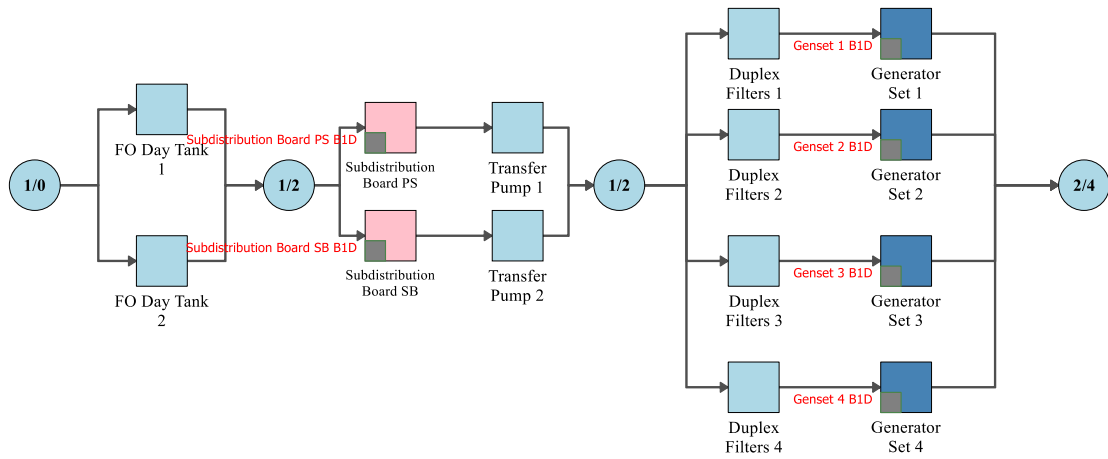 1/0
FO Day Tank
1
FO Day Tank
2
Subdistribution Board PS B1D
Subdistribution Board SB B1D
1/2
Subdistribution
Board PS
Subdistribution
Board SB
Transfer
Pump 1
Transfer
Pump 2
1/2
Duplex
Filters 1
Genset 1 B1D
Generator
Set 1
Duplex
Filters 2
Genset 2 B1D
Generator
Set 2
Duplex
Filters 3
Genset 3 B1D
Generator
Set 3
Duplex
Filters 4
Genset 4 B1D
Generator
Set 4
2/4